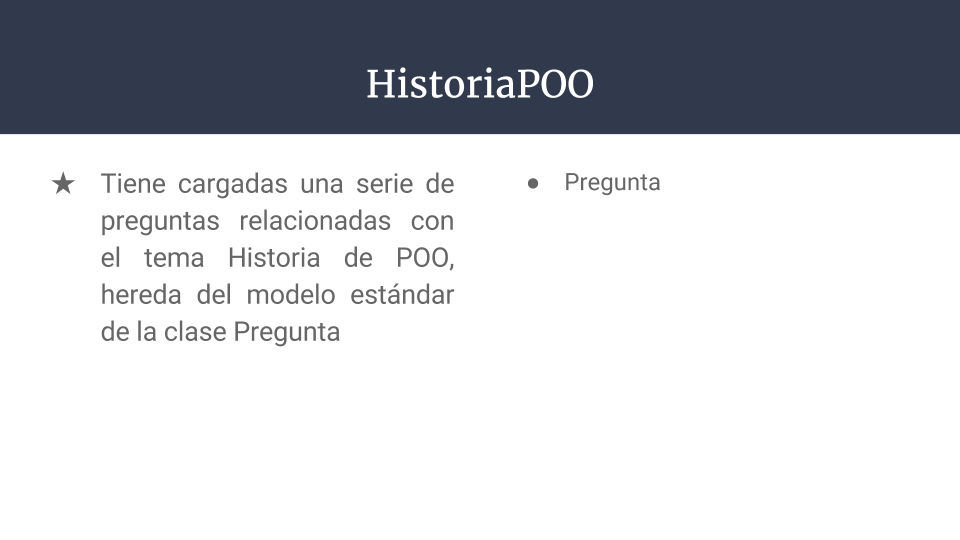 HistoriaPOO
★ Tiene cargadas una serie de
preguntas relacionadas con
el tema Historia de POO,
hereda del modelo estándar
de la clase Pregunta
● Pregunta